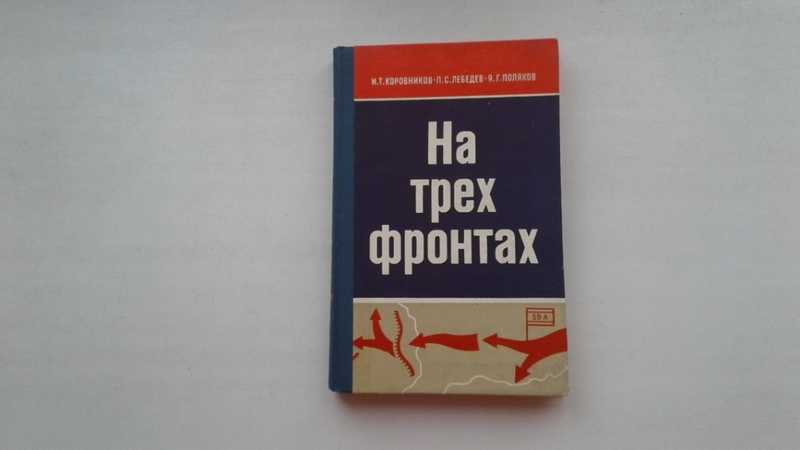 И.Т. КОРОВНИКОВ · П.С. ЛЕБЕДЕВ · Я.Г. ПОЛЯКОВ
На
трех
фронтах
59 А